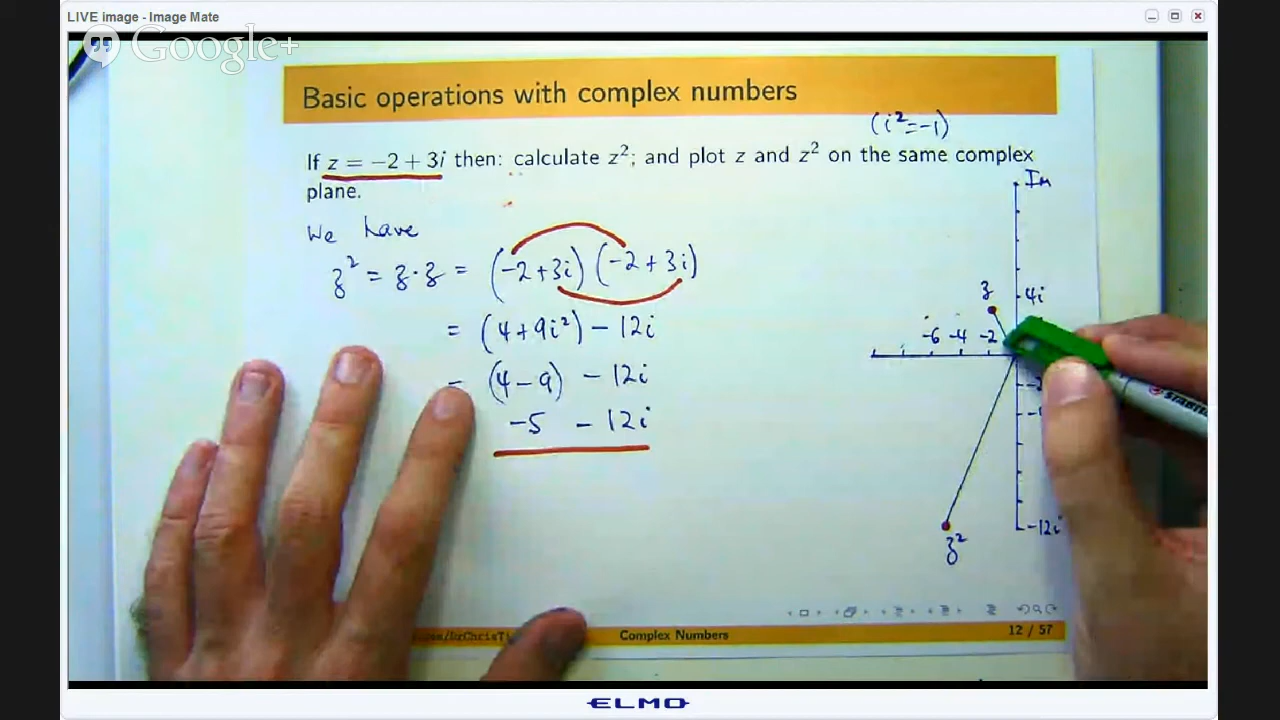 LIVE image - Image Mate
Google+
Basic operations with complex numbers
(i²=-1)
If z = −2 + 3i then: calculate z²; and plot z and z² on the same complex
plane.
Im
We have
z² = z·z = (-2+3i)(-2+3i)
= (4+9i²) - 12i
= (4-9) - 12i
-5 - 12i
z
4i
-6 -4 -2
-12i
z²
Complex Numbers
12 / 57
ELMO